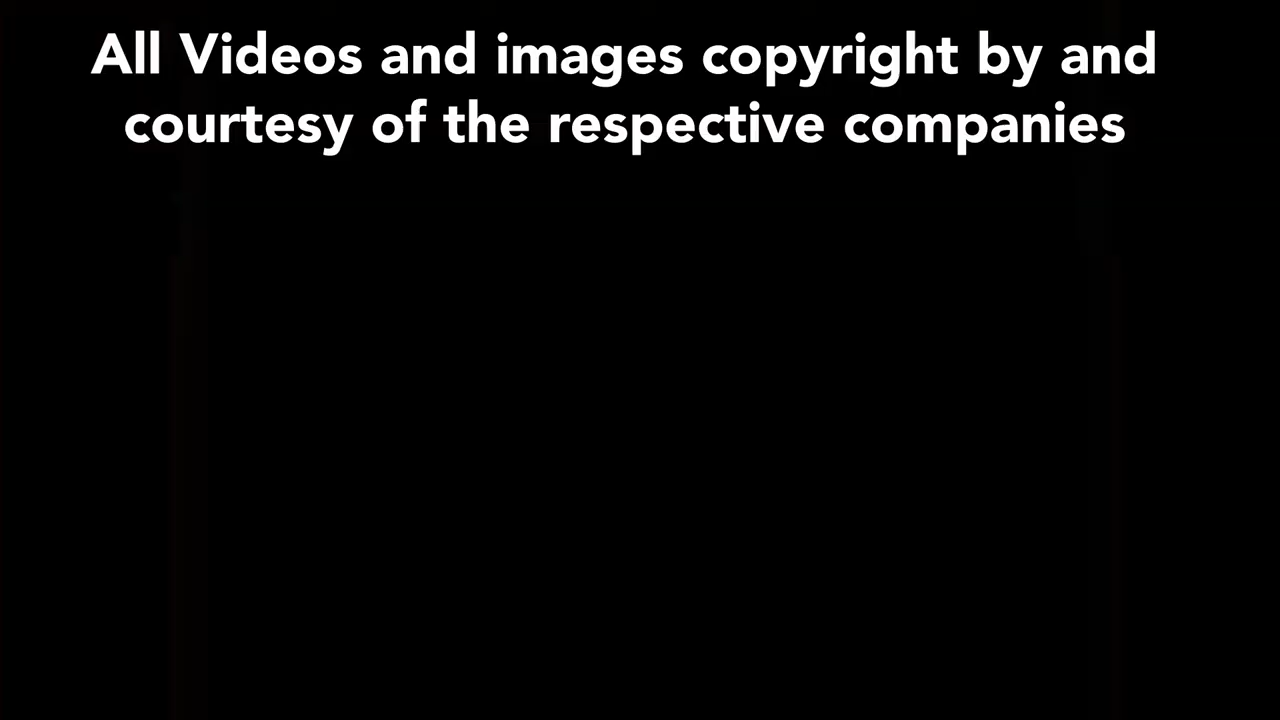 All Videos and images copyright by and
courtesy of the respective companies